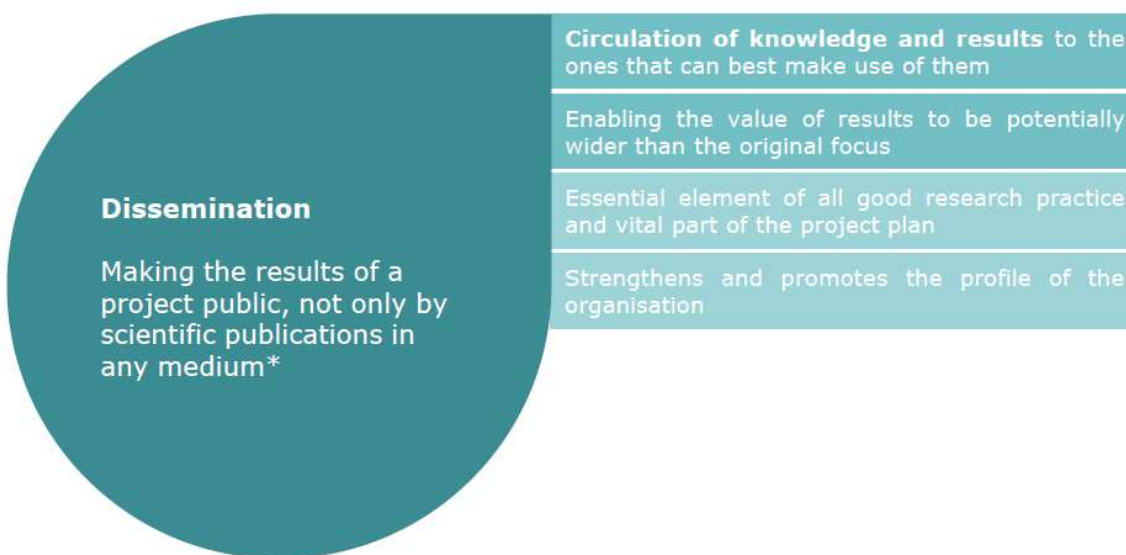 Dissemination
Making the results of a
project public, not only by
scientific publications in
any medium*
Circulation of knowledge and results to the
ones that can best make use of them
Enabling the value of results to be potentially
wider than the original focus
Essential element of all good research practice
and vital part of the project plan
Strengthens and promotes the profile of the
organisation